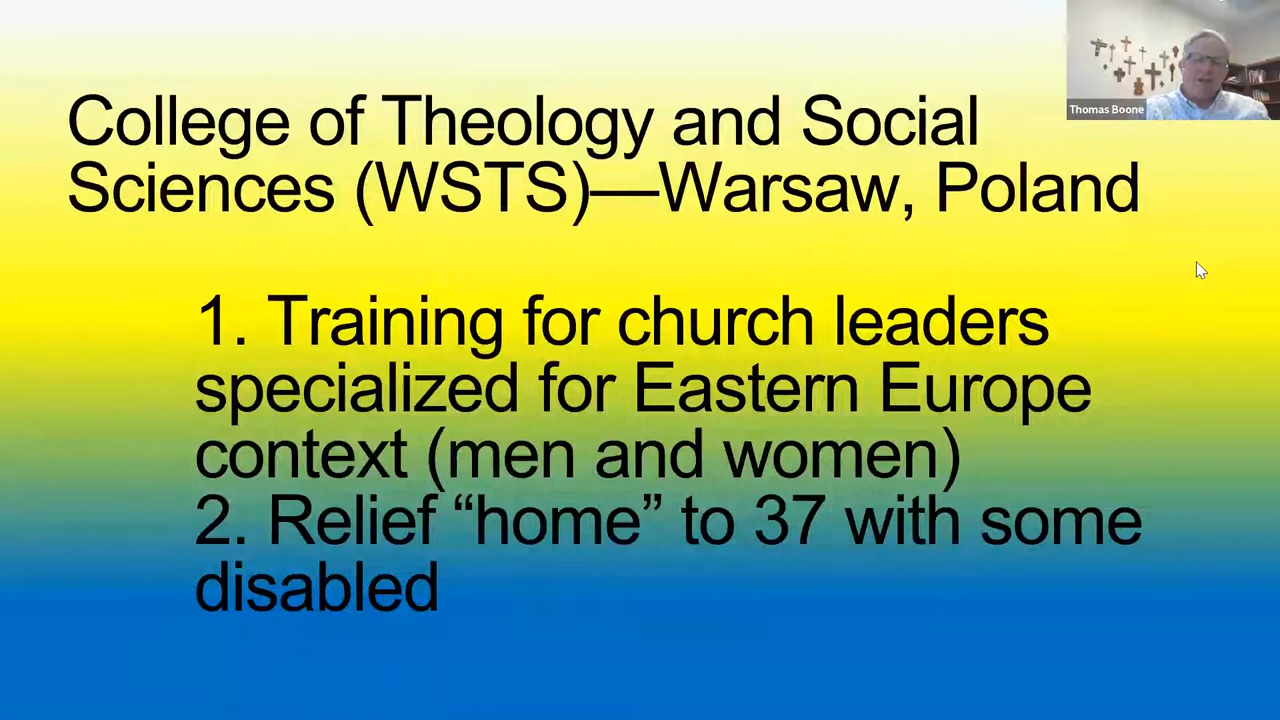 Thomas Boone
College of Theology and Social
Sciences (WSTS)—Warsaw, Poland
1. Training for church leaders
specialized for Eastern Europe
context (men and women)
2. Relief “home” to 37 with some
disabled